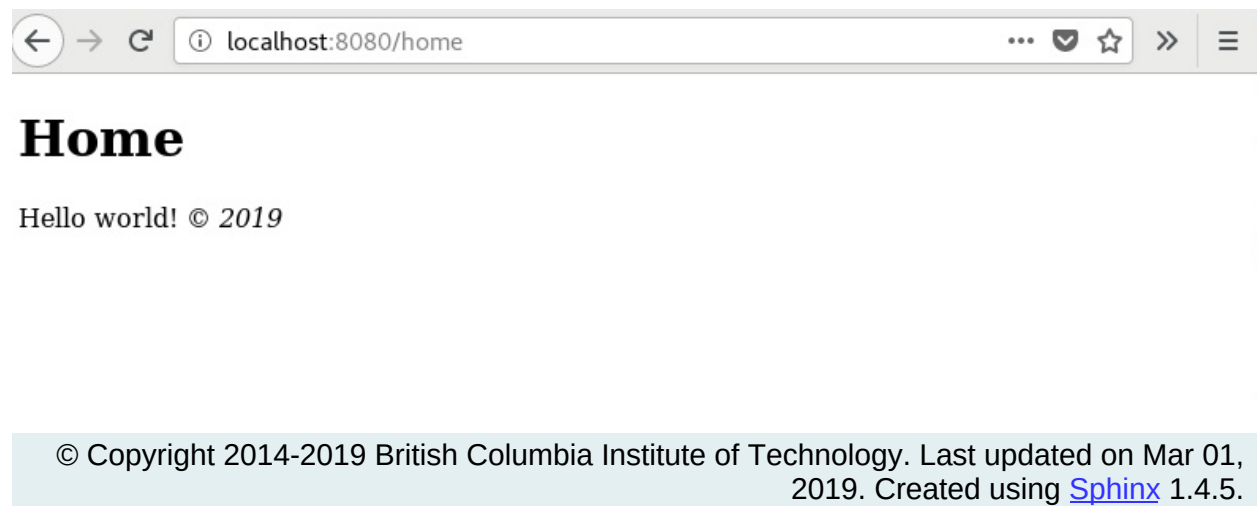 localhost:8080/home
Home
Hello world! © 2019
© Copyright 2014-2019 British Columbia Institute of Technology. Last updated on Mar 01,
2019. Created using Sphinx 1.4.5.